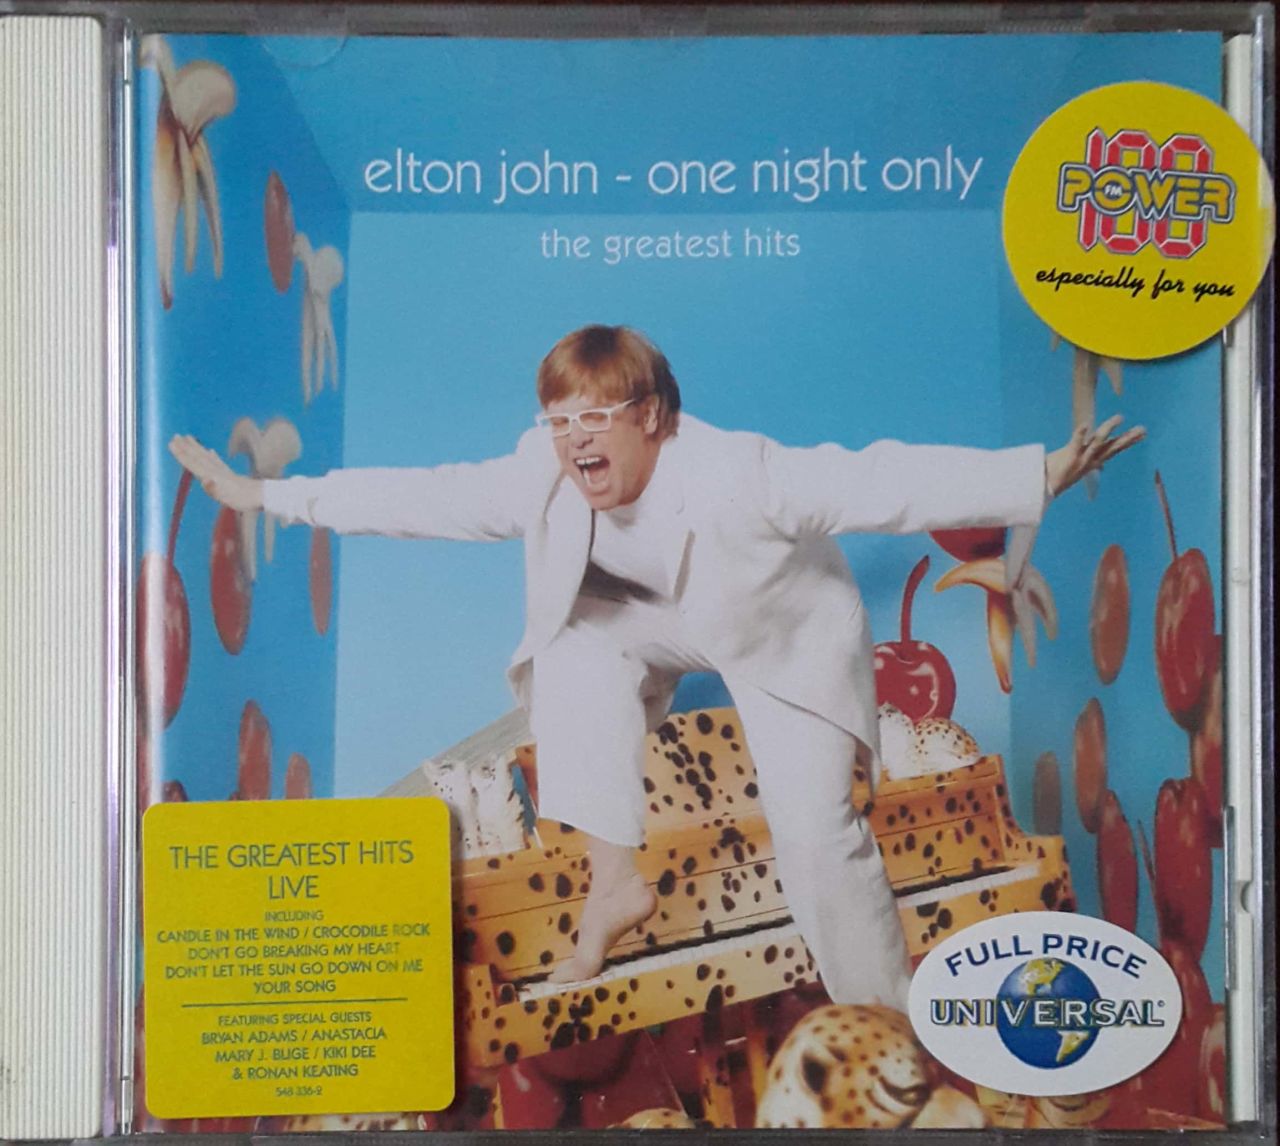 elton john - one night only
the greatest hits
100
POWER
FM
especially for you
THE GREATEST HITS
LIVE
INCLUDING
CANDLE IN THE WIND / CROCODILE ROCK
DON'T GO BREAKING MY HEART
DON'T LET THE SUN GO DOWN ON ME
YOUR SONG
FEATURING SPECIAL GUESTS
BRYAN ADAMS / ANASTACIA
MARY J. BLIGE / KIKI DEE
& RONAN KEATING
548 336-2
FULL PRICE
UNIVERSAL